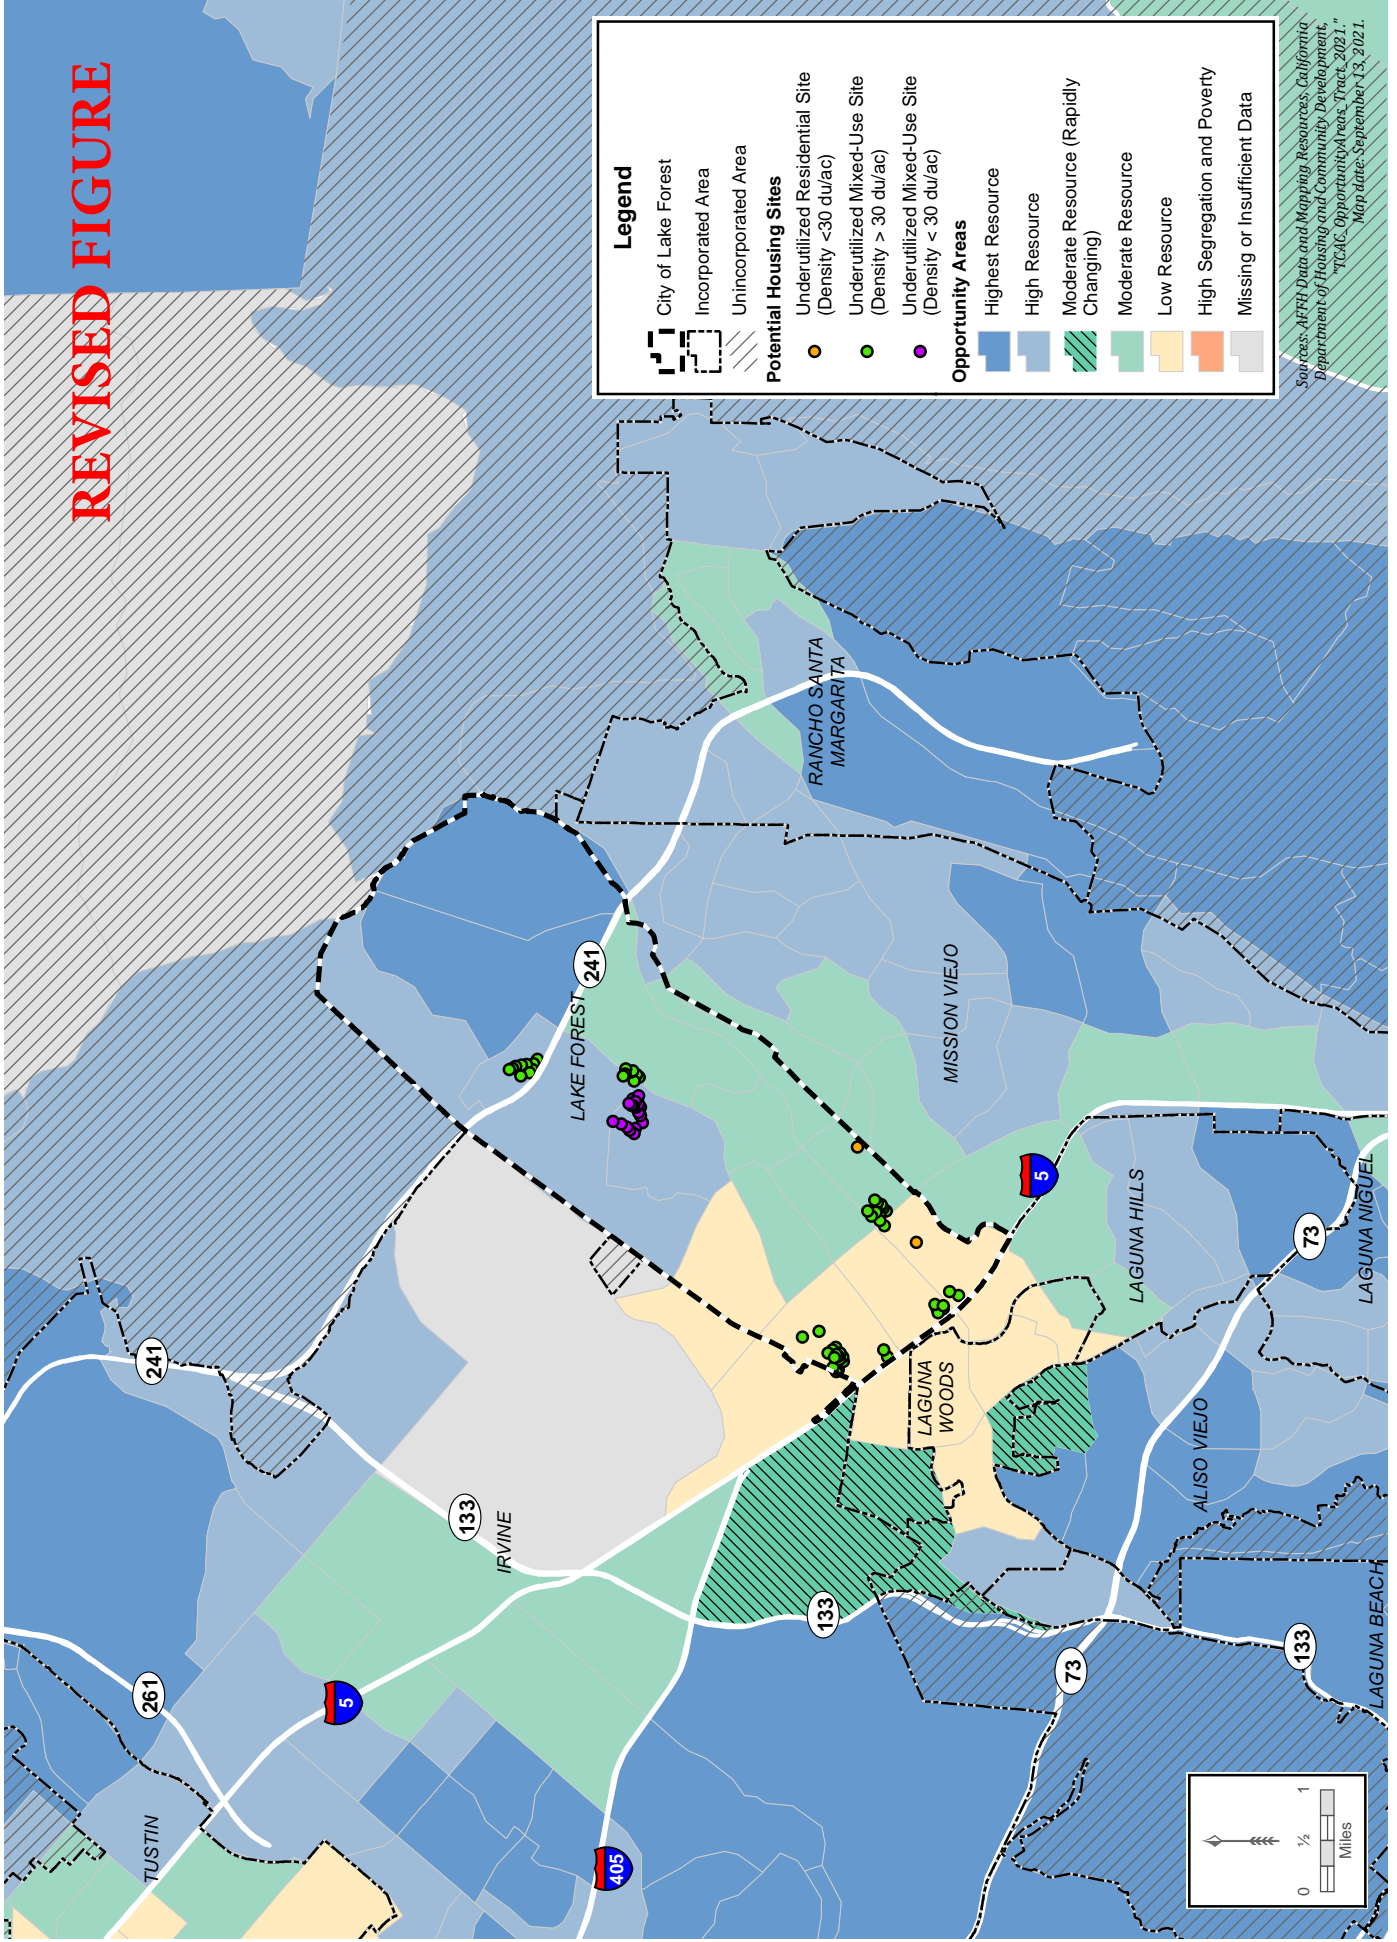 REVISED FIGURE
Legend
City of Lake Forest
Incorporated Area
Unincorporated Area
Potential Housing Sites
Underutilized Residential Site
(Density <30 du/ac)
Underutilized Mixed-Use Site
(Density > 30 du/ac)
Underutilized Mixed-Use Site
(Density < 30 du/ac)
Opportunity Areas
Highest Resource
High Resource
Moderate Resource (Rapidly
Changing)
Moderate Resource
Low Resource
High Segregation and Poverty
Missing or Insufficient Data
Sources: AFFH Data and Mapping Resources, California
Department of Housing and Community Development,
"TCAC_OpportunityAreas_Tract_2021."
Map date: September 13, 2021.
TUSTIN
261
5
405
241
133
IRVINE
133
73
133
LAGUNA BEACH
ALISO VIEJO
LAGUNA
WOODS
LAGUNA HILLS
73
LAGUNA NIGUEL
5
MISSION VIEJO
LAKE FOREST
241
RANCHO SANTA
MARGARITA
0 ½ 1
Miles